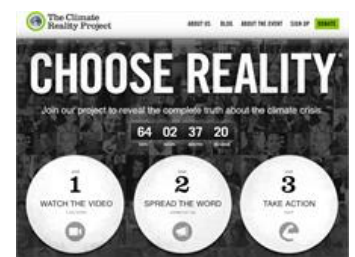 The Climate
Reality Project
ABOUT US BLOG ABOUT THE EVENT SIGN UP DONATE
CHOOSE REALITY
Join our project to reveal the complete truth about the climate crisis.
64 02 37 20
1 2 3
WATCH THE VIDEO SPREAD THE WORD TAKE ACTION